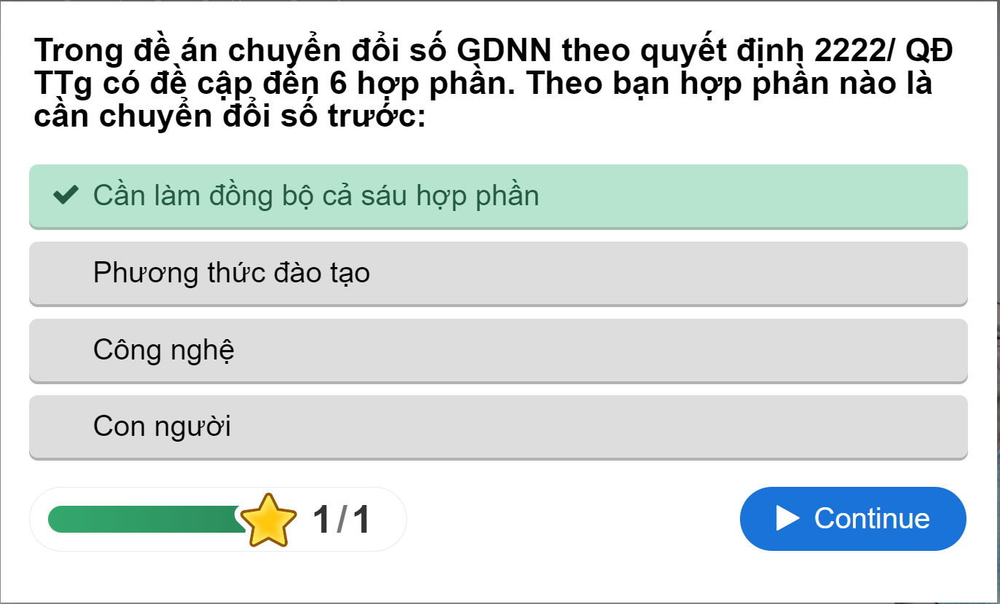 Trong đề án chuyển đổi số GDNN theo quyết định 2222/ QĐ
TTg có đề cập đến 6 hợp phần. Theo bạn hợp phần nào là
cần chuyển đổi số trước:
Cần làm đồng bộ cả sáu hợp phần
Phương thức đào tạo
Công nghệ
Con người
1/1
Continue